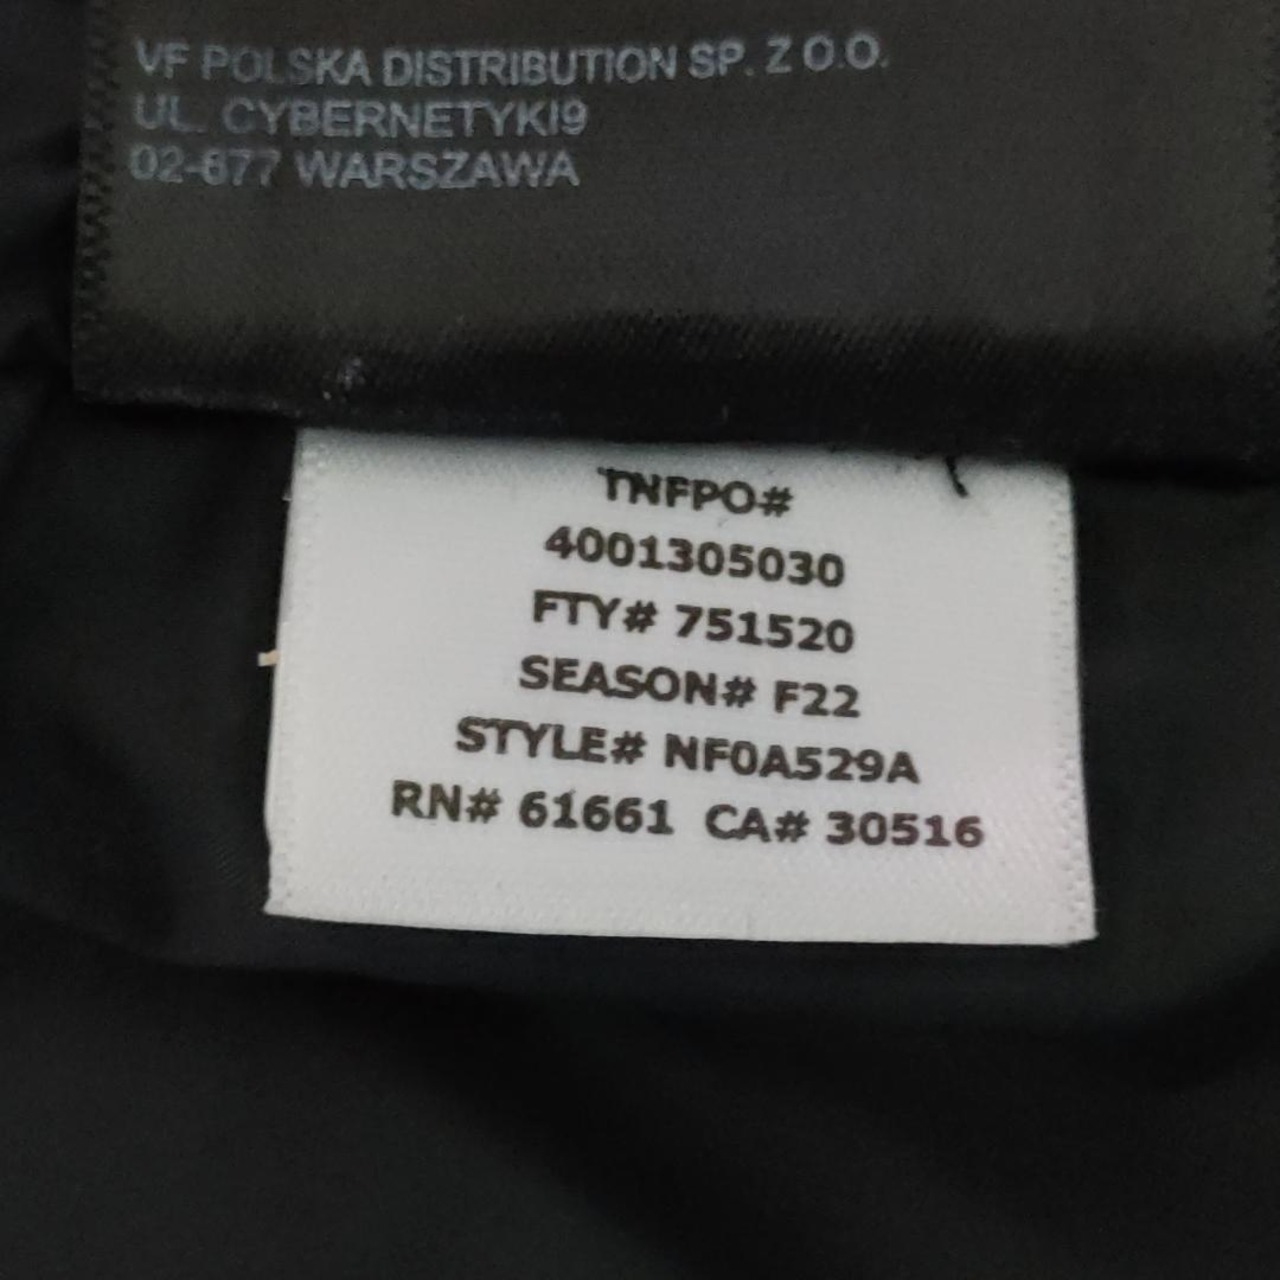 VF POLSKA DISTRIBUTION SP. Z O.O.
UL. CYBERNETYKI9
02-677 WARSZAWA
TNFPO#
4001305030
FTY# 751520
SEASON# F22
STYLE# NF0A529A
RN# 61661 CA# 30516